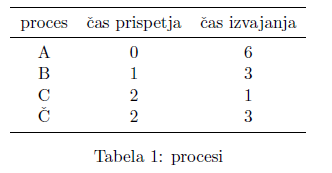 proces čas prispetja čas izvajanja
A 0 6
B 1 3
C 2 1
Č 2 3
Tabela 1: procesi